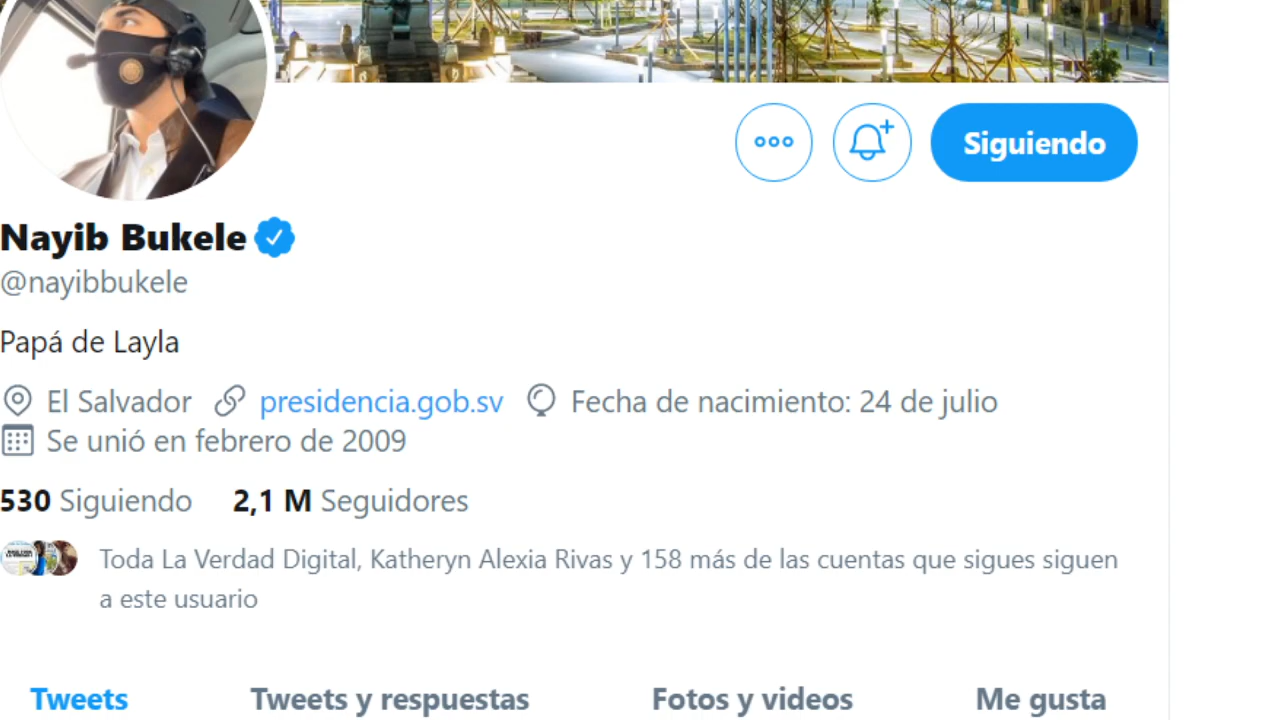 Siguiendo
Nayib Bukele
@nayibbukele
Papá de Layla
El Salvador presidencia.gob.sv Fecha de nacimiento: 24 de julio
Se unió en febrero de 2009
530 Siguiendo 2,1 M Seguidores
Toda La Verdad Digital, Katheryn Alexia Rivas y 158 más de las cuentas que sigues siguen
a este usuario
Tweets Tweets y respuestas Fotos y videos Me gusta